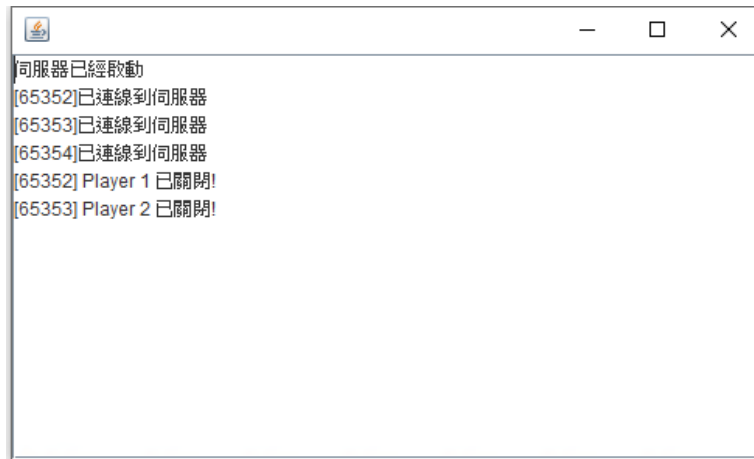 伺服器已經啟動
[65352]已連線到伺服器
[65353]已連線到伺服器
[65354]已連線到伺服器
[65352] Player 1 已關閉!
[65353] Player 2 已關閉!